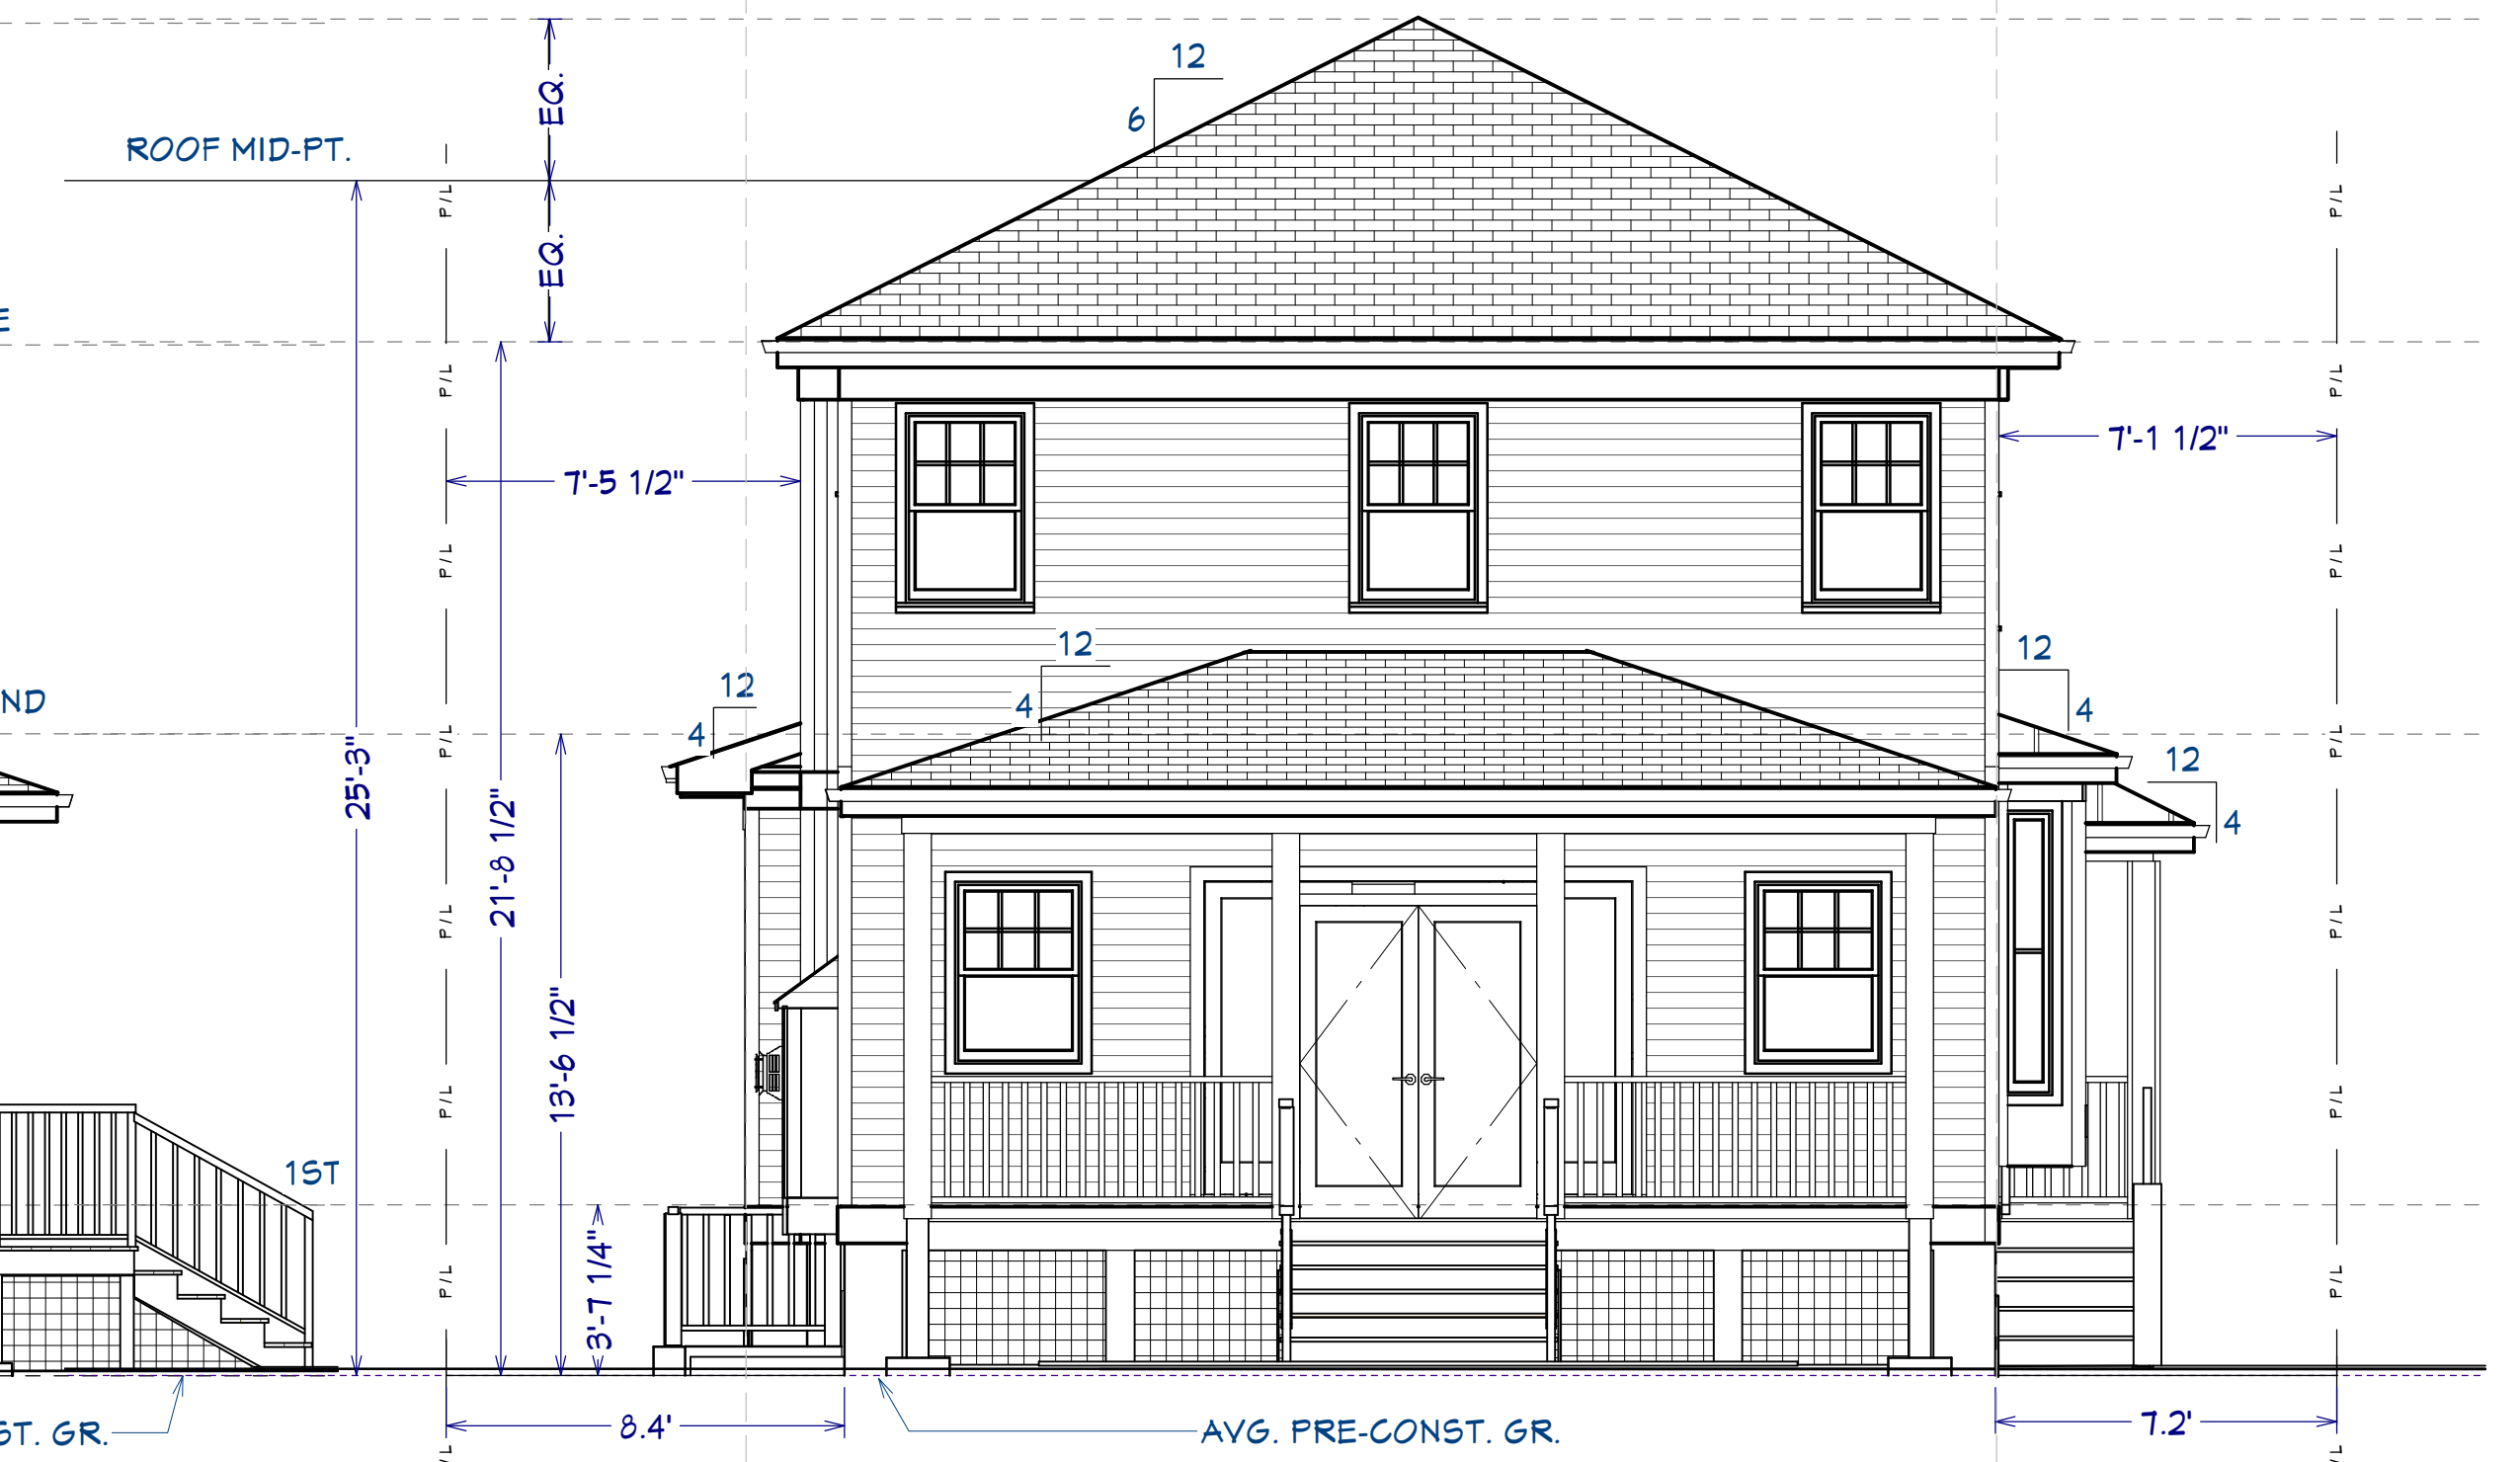 12
6
EQ.
ROOF MID-PT.
P/L
P/L
EQ.
E
P/L
P/L
7'-1 1/2"
7'-5 1/2"
P/L
P/L
12
12
12
4
ND
4
4
P/L
P/L
12
25'-3"
4
21'-8 1/2"
P/L
P/L
13'-6 1/2"
P/L
P/L
1ST
P/L
P/L
3'-7 1/4"
ST. GR.
8.4'
AVG. PRE-CONST. GR.
7.2'